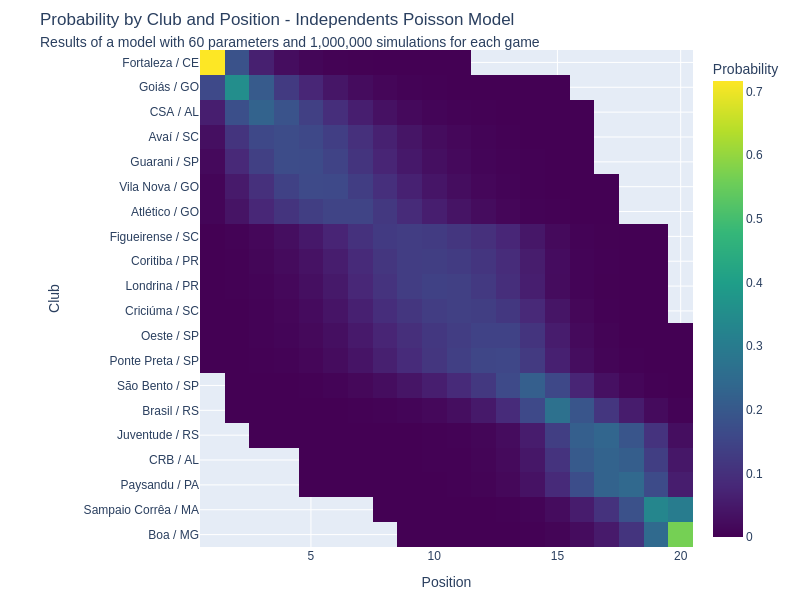 Probability by Club and Position - Independents Poisson Model
Results of a model with 60 parameters and 1,000,000 simulations for each game
Probability
Club
Fortaleza / CE
Goiás / GO
CSA / AL
Avaí / SC
Guarani / SP
Vila Nova / GO
Atlético / GO
Figueirense / SC
Coritiba / PR
Londrina / PR
Criciúma / SC
Oeste / SP
Ponte Preta / SP
São Bento / SP
Brasil / RS
Juventude / RS
CRB / AL
Paysandu / PA
Sampaio Corrêa / MA
Boa / MG
5 10 15 20
Position
0.7
0.6
0.5
0.4
0.3
0.2
0.1
0